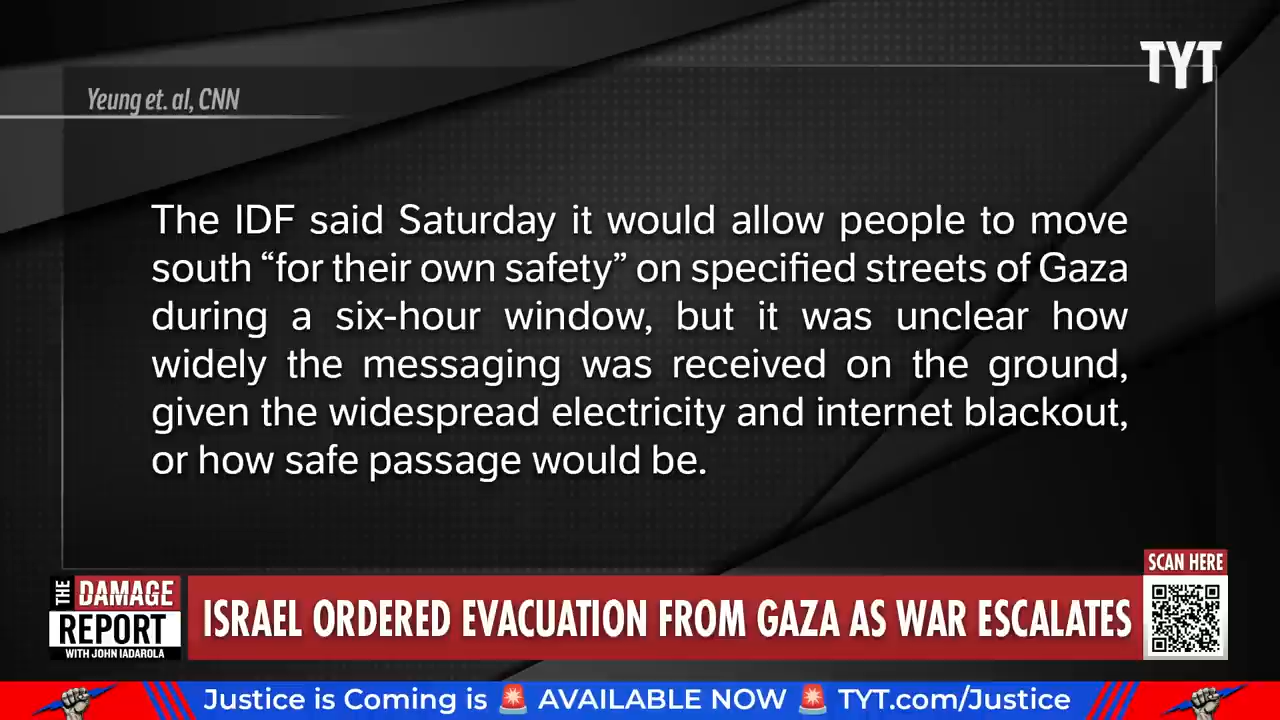 TYT
Yeung et. al, CNN
The IDF said Saturday it would allow people to move
south “for their own safety” on specified streets of Gaza
during a six-hour window, but it was unclear how
widely the messaging was received on the ground,
given the widespread electricity and internet blackout,
or how safe passage would be.
SCAN HERE
THE DAMAGE
REPORT
WITH JOHN IADAROLA
ISRAEL ORDERED EVACUATION FROM GAZA AS WAR ESCALATES
Justice is Coming is 🚨 AVAILABLE NOW 🚨 TYT.com/Justice